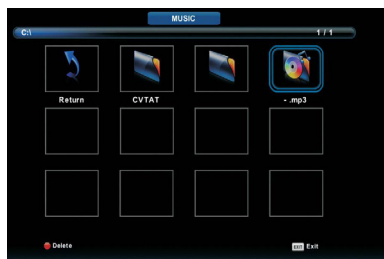 MUSIC
C:\ 1 / 1
Return CVTAT - .mp3
Delete EXIT Exit